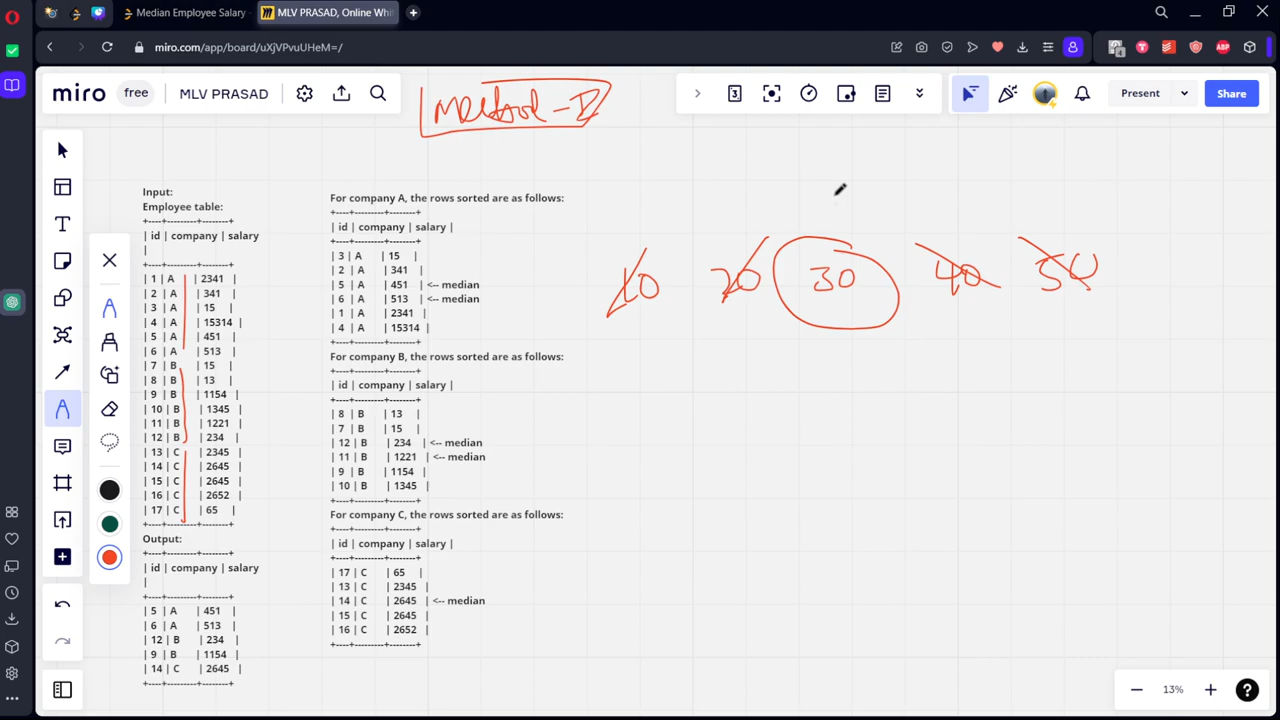 Median Employee Salary -
MLV PRASAD, Online Whi
miro.com/app/board/uXjVPvuUHeM=/
ABP
miro
free
MLV PRASAD
3
Present
Share
Method - II
Input:
Employee table:
+----+---------+--------+
| id | company | salary
|
+----+---------+--------+
| 1 | A | 2341 |
| 2 | A | 341 |
| 3 | A | 15 |
| 4 | A | 15314 |
| 5 | A | 451 |
| 6 | A | 513 |
| 7 | B | 15 |
| 8 | B | 13 |
| 9 | B | 1154 |
| 10 | B | 1345 |
| 11 | B | 1221 |
| 12 | B | 234 |
| 13 | C | 2345 |
| 14 | C | 2645 |
| 15 | C | 2645 |
| 16 | C | 2652 |
| 17 | C | 65 |
+----+---------+--------+
Output:
+----+---------+--------+
| id | company | salary
|
+----+---------+--------+
| 5 | A | 451 |
| 6 | A | 513 |
| 12 | B | 234 |
| 9 | B | 1154 |
| 14 | C | 2645 |
+----+---------+--------+
For company A, the rows sorted are as follows:
+----+---------+--------+
| id | company | salary |
+----+---------+--------+
| 3 | A | 15 |
| 2 | A | 341 |
| 5 | A | 451 | <-- median
| 6 | A | 513 | <-- median
| 1 | A | 2341 |
| 4 | A | 15314 |
+----+---------+--------+
For company B, the rows sorted are as follows:
+----+---------+--------+
| id | company | salary |
+----+---------+--------+
| 8 | B | 13 |
| 7 | B | 15 |
| 12 | B | 234 | <-- median
| 11 | B | 1221 | <-- median
| 9 | B | 1154 |
| 10 | B | 1345 |
+----+---------+--------+
For company C, the rows sorted are as follows:
+----+---------+--------+
| id | company | salary |
+----+---------+--------+
| 17 | C | 65 |
| 13 | C | 2345 |
| 14 | C | 2645 | <-- median
| 15 | C | 2645 |
| 16 | C | 2652 |
+----+---------+--------+
10 20 30 40 50
13%